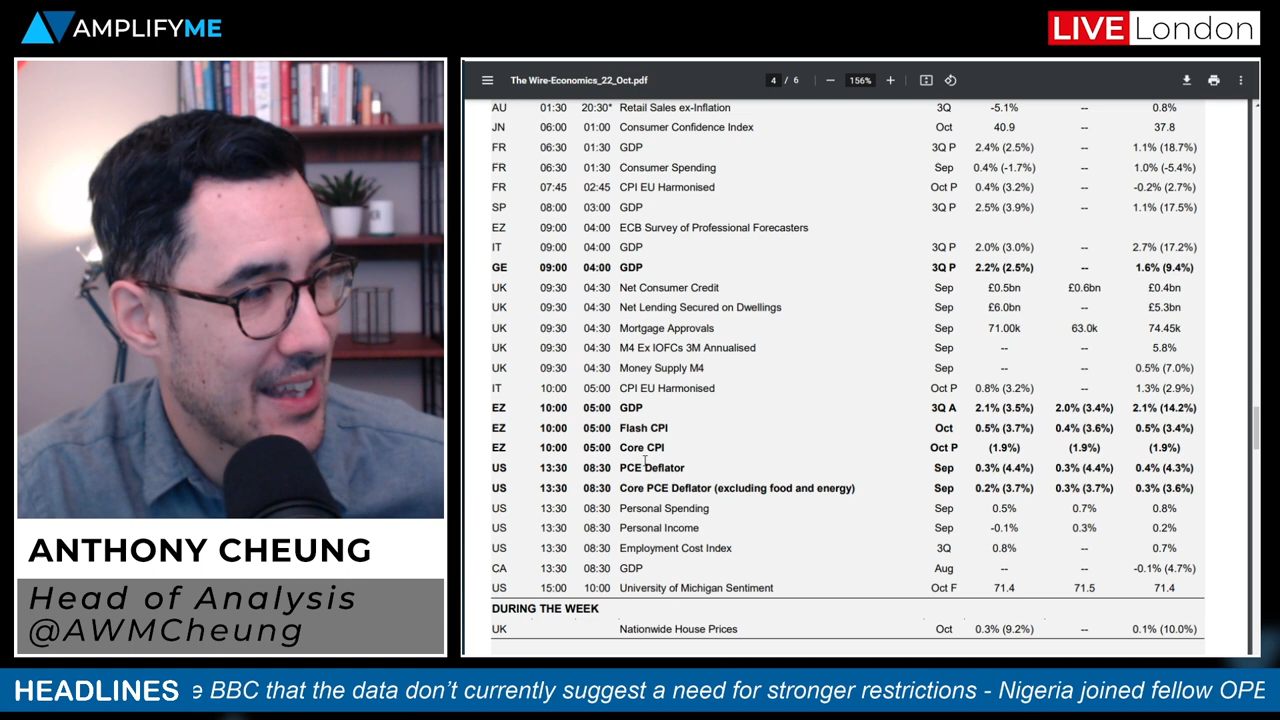 AMPLIFYME
LIVE London
The Wire-Economics_22_Oct.pdf 4 / 6 156%
AU 01:30 20:30* Retail Sales ex-Inflation 3Q -5.1% -- 0.8%
JN 06:00 01:00 Consumer Confidence Index Oct 40.9 -- 37.8
FR 06:30 01:30 GDP 3Q P 2.4% (2.5%) -- 1.1% (18.7%)
FR 06:30 01:30 Consumer Spending Sep 0.4% (-1.7%) -- 1.0% (-5.4%)
FR 07:45 02:45 CPI EU Harmonised Oct P 0.4% (3.2%) -- -0.2% (2.7%)
SP 08:00 03:00 GDP 3Q P 2.5% (3.9%) -- 1.1% (17.5%)
EZ 09:00 04:00 ECB Survey of Professional Forecasters
IT 09:00 04:00 GDP 3Q P 2.0% (3.0%) -- 2.7% (17.2%)
GE 09:00 04:00 GDP 3Q P 2.2% (2.5%) -- 1.6% (9.4%)
UK 09:30 04:30 Net Consumer Credit Sep £0.5bn £0.6bn £0.4bn
UK 09:30 04:30 Net Lending Secured on Dwellings Sep £6.0bn -- £5.3bn
UK 09:30 04:30 Mortgage Approvals Sep 71.00k 63.0k 74.45k
UK 09:30 04:30 M4 Ex IOFCs 3M Annualised Sep -- -- 5.8%
UK 09:30 04:30 Money Supply M4 Sep -- -- 0.5% (7.0%)
IT 10:00 05:00 CPI EU Harmonised Oct P 0.8% (3.2%) -- 1.3% (2.9%)
EZ 10:00 05:00 GDP 3Q A 2.1% (3.5%) 2.0% (3.4%) 2.1% (14.2%)
EZ 10:00 05:00 Flash CPI Oct 0.5% (3.7%) 0.4% (3.6%) 0.5% (3.4%)
EZ 10:00 05:00 Core CPI Oct P (1.9%) (1.9%) (1.9%)
US 13:30 08:30 PCE Deflator Sep 0.3% (4.4%) 0.3% (4.4%) 0.4% (4.3%)
US 13:30 08:30 Core PCE Deflator (excluding food and energy) Sep 0.2% (3.7%) 0.3% (3.7%) 0.3% (3.6%)
US 13:30 08:30 Personal Spending Sep 0.5% 0.7% 0.8%
US 13:30 08:30 Personal Income Sep -0.1% 0.3% 0.2%
US 13:30 08:30 Employment Cost Index 3Q 0.8% -- 0.7%
CA 13:30 08:30 GDP Aug -- -- -0.1% (4.7%)
US 15:00 10:00 University of Michigan Sentiment Oct F 71.4 71.5 71.4
DURING THE WEEK
UK Nationwide House Prices Oct 0.3% (9.2%) -- 0.1% (10.0%)
ANTHONY CHEUNG
Head of Analysis
@AWMCheung
HEADLINES e BBC that the data don't currently suggest a need for stronger restrictions - Nigeria joined fellow OPE